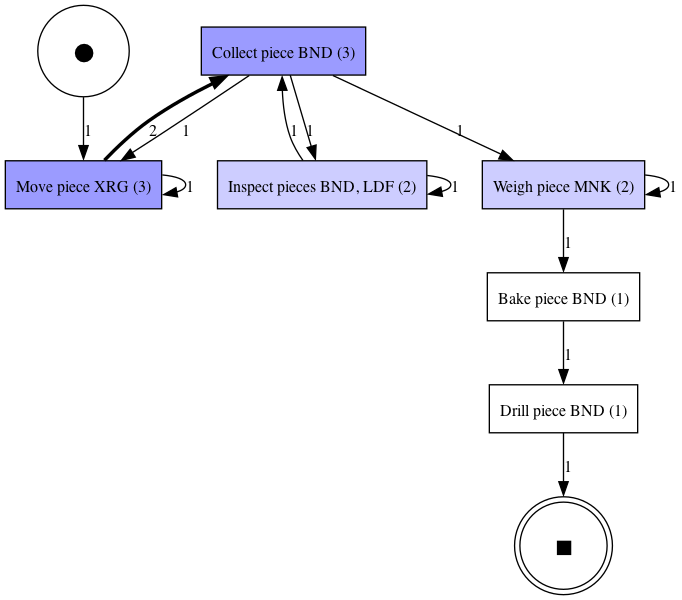 Collect piece BND (3)
1
2
1
1
1
1
Move piece XRG (3)
1
Inspect pieces BND, LDF (2)
1
Weigh piece MNK (2)
1
1
Bake piece BND (1)
1
Drill piece BND (1)
1